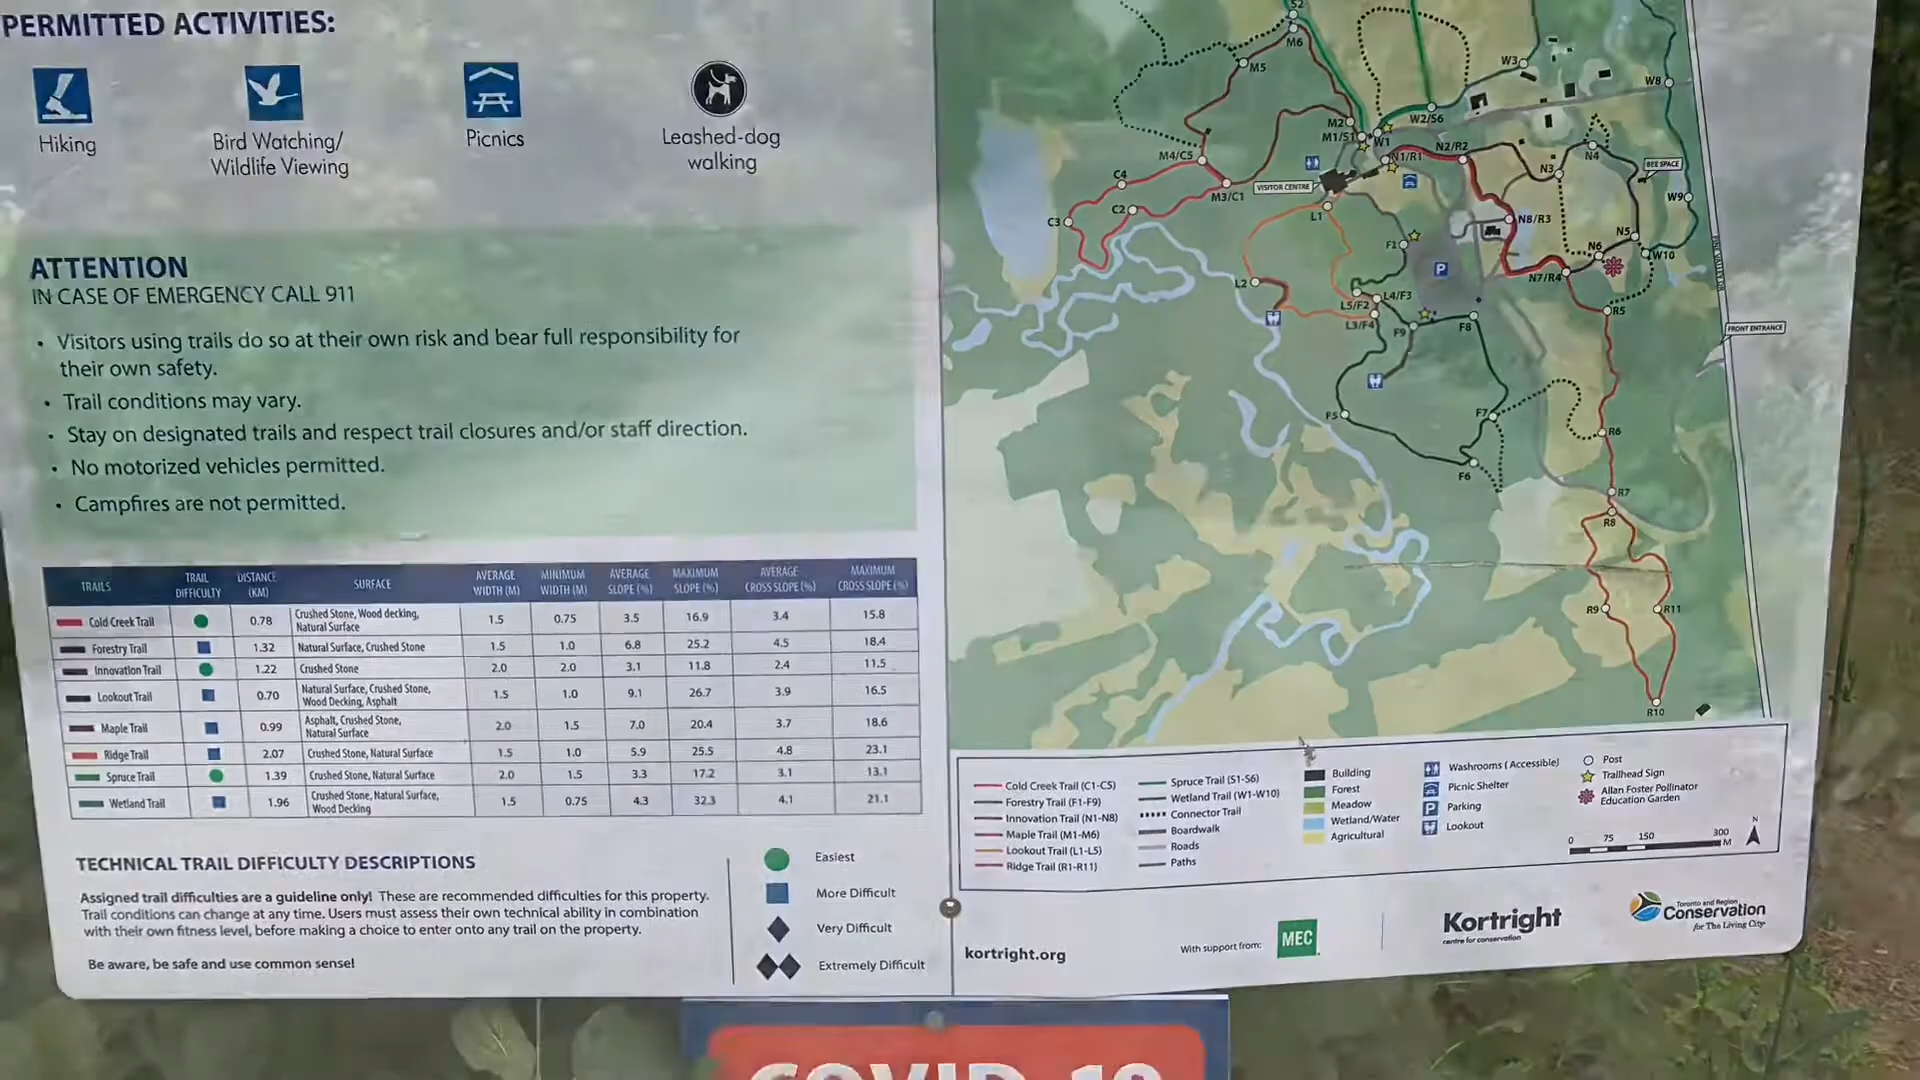 PERMITTED ACTIVITIES:
Hiking
Bird Watching/
Wildlife Viewing
Picnics
Leashed-dog
walking
ATTENTION
IN CASE OF EMERGENCY CALL 911
• Visitors using trails do so at their own risk and bear full responsibility for
their own safety.
• Trail conditions may vary.
• Stay on designated trails and respect trail closures and/or staff direction.
• No motorized vehicles permitted.
• Campfires are not permitted.
TRAILS TRAIL DIFFICULTY DISTANCE (KM) SURFACE AVERAGE WIDTH (M) MINIMUM WIDTH (M) AVERAGE SLOPE (%) MAXIMUM SLOPE (%) AVERAGE CROSS SLOPE (%) MAXIMUM CROSS SLOPE (%)
Cold Creek Trail 0.78 Crushed Stone, Wood decking, Natural Surface 1.5 0.75 3.5 16.9 3.4 15.8
Forestry Trail 1.32 Natural Surface, Crushed Stone 1.5 1.0 6.8 25.2 4.5 18.4
Innovation Trail 1.22 Crushed Stone 2.0 2.0 3.1 11.8 2.4 11.5
Lookout Trail 0.70 Natural Surface, Crushed Stone, Wood Decking, Asphalt 1.5 1.0 9.1 26.7 3.9 16.5
Maple Trail 0.99 Asphalt, Crushed Stone, Natural Surface 2.0 1.5 7.0 20.4 3.7 18.6
Ridge Trail 2.07 Crushed Stone, Natural Surface 1.5 1.0 5.9 25.5 4.8 23.1
Spruce Trail 1.39 Crushed Stone, Natural Surface 2.0 1.5 3.3 17.2 3.1 13.1
Wetland Trail 1.96 Crushed Stone, Natural Surface, Wood Decking 1.5 0.75 4.3 32.3 4.1 21.1
TECHNICAL TRAIL DIFFICULTY DESCRIPTIONS
Assigned trail difficulties are a guideline only! These are recommended difficulties for this property.
Trail conditions can change at any time. Users must assess their own technical ability in combination
with their own fitness level, before making a choice to enter onto any trail on the property.
Be aware, be safe and use common sense!
Easiest
More Difficult
Very Difficult
Extremely Difficult
S2
M6
M5
W3
W8
W2/S6
M2
M1/S1
W1
N2/R2
N1/R1
M4/C5
N4
N3
BEE SPACE
C4
VISITOR CENTRE
M3/C1
W9
C3
C2
L1
N8/R3
F1
P
N5
N6
W10
L2
N7/R4
L4/F3
L5/F2
L3/F4
F9
F8
R5
FRONT ENTRANCE
F5
F7
R6
F6
R7
R8
R9
R11
R10
Cold Creek Trail (C1-C5)
Forestry Trail (F1-F9)
Innovation Trail (N1-N8)
Maple Trail (M1-M6)
Lookout Trail (L1-L5)
Ridge Trail (R1-R11)
Spruce Trail (S1-S6)
Wetland Trail (W1-W10)
Connector Trail
Boardwalk
Roads
Paths
Building
Forest
Meadow
Wetland/Water
Agricultural
Washrooms (Accessible)
Picnic Shelter
P Parking
Lookout
Post
Trailhead Sign
Allan Foster Pollinator
Education Garden
0 75 150 300
M
N
kortright.org
With support from:
MEC
Kortright
centre for conservation
Toronto and Region
Conservation
for The Living City
COVID-19